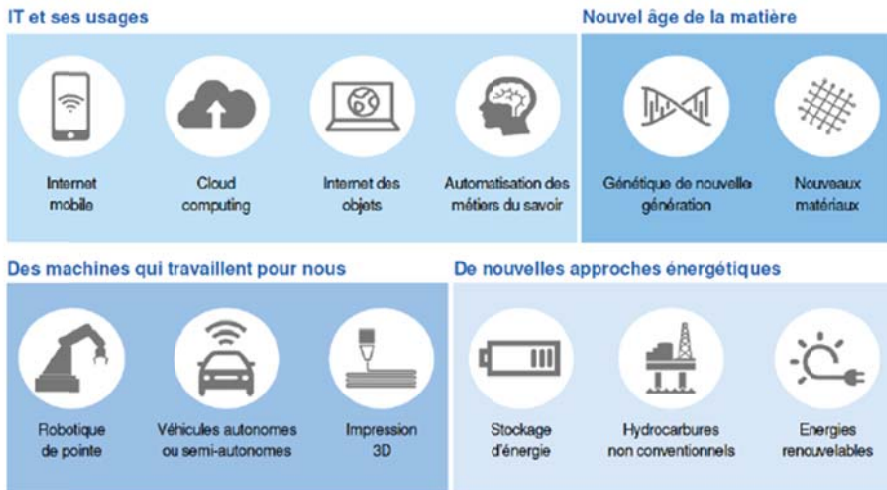 IT et ses usages
Nouvel âge de la matière
Internet
mobile
Cloud
computing
Internet des
objets
Automatisation des
métiers du savoir
Génétique de nouvelle
génération
Nouveaux
matériaux
Des machines qui travaillent pour nous
De nouvelles approches énergétiques
Robotique
de pointe
Véhicules autonomes
ou semi-autonomes
Impression
3D
Stockage
d'énergie
Hydrocarbures
non conventionnels
Energies
renouvelables